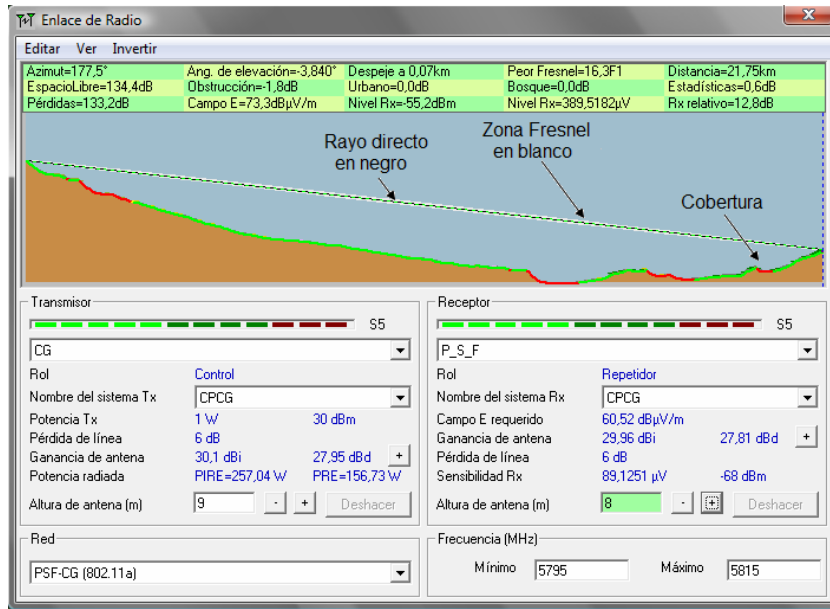 Enlace de Radio
Editar Ver Invertir
Azimut=177,5° Ang. de elevación=-3,840° Despeje a 0,07km Peor Fresnel=16,3F1 Distancia=21,75km
EspacioLibre=134,4dB Obstrucción=-1,8dB Urbano=0,0dB Bosque=0,0dB Estadísticas=0,6dB
Pérdidas=133,2dB Campo E=73,3dBµV/m Nivel Rx=-55,2dBm Nivel Rx=389,5182µV Rx relativo=12,8dB
Rayo directo
en negro
Zona Fresnel
en blanco
Cobertura
Transmisor
S5
CG
Rol Control
Nombre del sistema Tx CPCG
Potencia Tx 1 W 30 dBm
Pérdida de línea 6 dB
Ganancia de antena 30,1 dBi 27,95 dBd +
Potencia radiada PIRE=257,04 W PRE=156,73 W
Altura de antena (m) 9 - + Deshacer
Receptor
S5
P_S_F
Rol Repetidor
Nombre del sistema Rx CPCG
Campo E requerido 60,52 dBµV/m
Ganancia de antena 29,96 dBi 27,81 dBd +
Pérdida de línea 6 dB
Sensibilidad Rx 89,1251 µV -68 dBm
Altura de antena (m) 8 - + Deshacer
Red
PSF-CG (802.11a)
Frecuencia (MHz)
Mínimo 5795 Máximo 5815